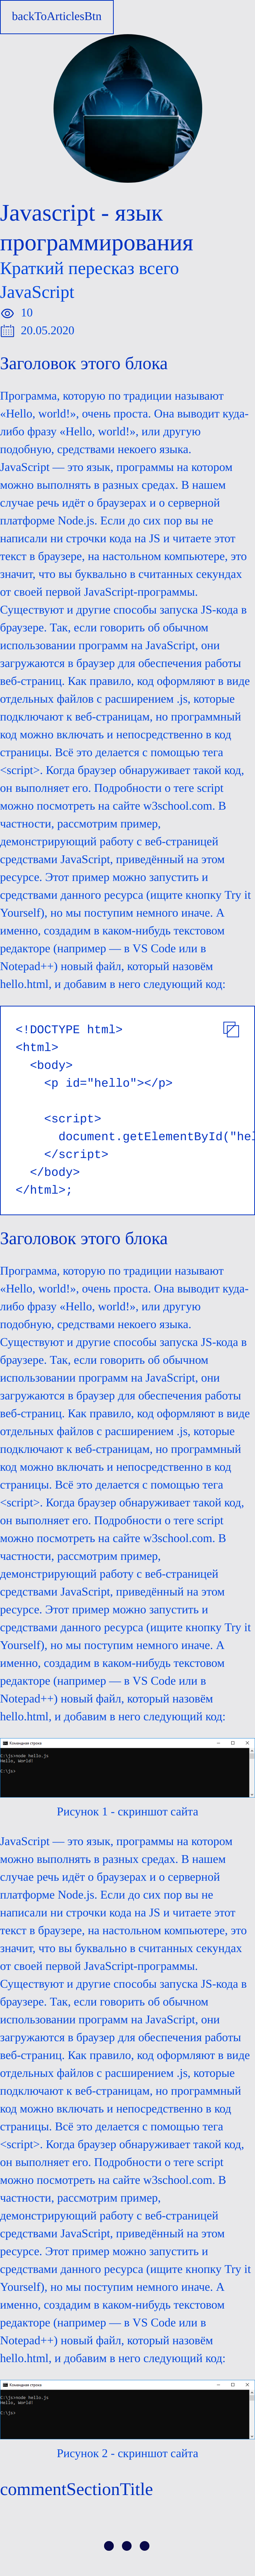 backToArticlesBtn
Javascript - язык
программирования
Краткий пересказ всего
JavaScript
10
20.05.2020
Заголовок этого блока
Программа, которую по традиции называют
«Hello, world!», очень проста. Она выводит куда-
либо фразу «Hello, world!», или другую
подобную, средствами некоего языка.
JavaScript — это язык, программы на котором
можно выполнять в разных средах. В нашем
случае речь идёт о браузерах и о серверной
платформе Node.js. Если до сих пор вы не
написали ни строчки кода на JS и читаете этот
текст в браузере, на настольном компьютере, это
значит, что вы буквально в считанных секундах
от своей первой JavaScript-программы.
Существуют и другие способы запуска JS-кода в
браузере. Так, если говорить об обычном
использовании программ на JavaScript, они
загружаются в браузер для обеспечения работы
веб-страниц. Как правило, код оформляют в виде
отдельных файлов с расширением .js, которые
подключают к веб-страницам, но программный
код можно включать и непосредственно в код
страницы. Всё это делается с помощью тега
<script>. Когда браузер обнаруживает такой код,
он выполняет его. Подробности о теге script
можно посмотреть на сайте w3school.com. В
частности, рассмотрим пример,
демонстрирующий работу с веб-страницей
средствами JavaScript, приведённый на этом
ресурсе. Этот пример можно запустить и
средствами данного ресурса (ищите кнопку Try it
Yourself), но мы поступим немного иначе. А
именно, создадим в каком-нибудь текстовом
редакторе (например — в VS Code или в
Notepad++) новый файл, который назовём
hello.html, и добавим в него следующий код:
<!DOCTYPE html>
<html>
<body>
<p id="hello"></p>
<script>
document.getElementById("hel
</script>
</body>
</html>;
Заголовок этого блока
Программа, которую по традиции называют
«Hello, world!», очень проста. Она выводит куда-
либо фразу «Hello, world!», или другую
подобную, средствами некоего языка.
Существуют и другие способы запуска JS-кода в
браузере. Так, если говорить об обычном
использовании программ на JavaScript, они
загружаются в браузер для обеспечения работы
веб-страниц. Как правило, код оформляют в виде
отдельных файлов с расширением .js, которые
подключают к веб-страницам, но программный
код можно включать и непосредственно в код
страницы. Всё это делается с помощью тега
<script>. Когда браузер обнаруживает такой код,
он выполняет его. Подробности о теге script
можно посмотреть на сайте w3school.com. В
частности, рассмотрим пример,
демонстрирующий работу с веб-страницей
средствами JavaScript, приведённый на этом
ресурсе. Этот пример можно запустить и
средствами данного ресурса (ищите кнопку Try it
Yourself), но мы поступим немного иначе. А
именно, создадим в каком-нибудь текстовом
редакторе (например — в VS Code или в
Notepad++) новый файл, который назовём
hello.html, и добавим в него следующий код:
Командная строка
C:\js>node hello.js
Hello, World!
C:\js>
Рисунок 1 - скриншот сайта
JavaScript — это язык, программы на котором
можно выполнять в разных средах. В нашем
случае речь идёт о браузерах и о серверной
платформе Node.js. Если до сих пор вы не
написали ни строчки кода на JS и читаете этот
текст в браузере, на настольном компьютере, это
значит, что вы буквально в считанных секундах
от своей первой JavaScript-программы.
Существуют и другие способы запуска JS-кода в
браузере. Так, если говорить об обычном
использовании программ на JavaScript, они
загружаются в браузер для обеспечения работы
веб-страниц. Как правило, код оформляют в виде
отдельных файлов с расширением .js, которые
подключают к веб-страницам, но программный
код можно включать и непосредственно в код
страницы. Всё это делается с помощью тега
<script>. Когда браузер обнаруживает такой код,
он выполняет его. Подробности о теге script
можно посмотреть на сайте w3school.com. В
частности, рассмотрим пример,
демонстрирующий работу с веб-страницей
средствами JavaScript, приведённый на этом
ресурсе. Этот пример можно запустить и
средствами данного ресурса (ищите кнопку Try it
Yourself), но мы поступим немного иначе. А
именно, создадим в каком-нибудь текстовом
редакторе (например — в VS Code или в
Notepad++) новый файл, который назовём
hello.html, и добавим в него следующий код:
Командная строка
C:\js>node hello.js
Hello, World!
C:\js>
Рисунок 2 - скриншот сайта
commentSectionTitle